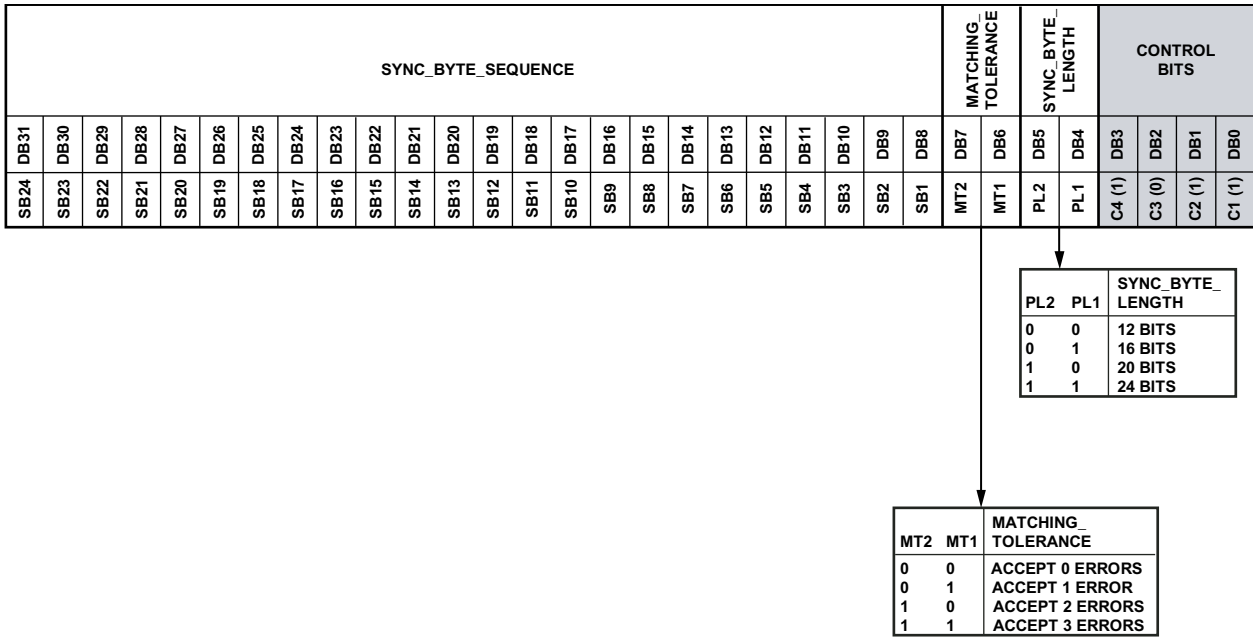 SYNC_BYTE_SEQUENCE
MATCHING_
TOLERANCE
SYNC_BYTE_
LENGTH
CONTROL
BITS
DB31 DB30 DB29 DB28 DB27 DB26 DB25 DB24 DB23 DB22 DB21 DB20 DB19 DB18 DB17 DB16 DB15 DB14 DB13 DB12 DB11 DB10 DB9 DB8 DB7 DB6 DB5 DB4 DB3 DB2 DB1 DB0
SB24 SB23 SB22 SB21 SB20 SB19 SB18 SB17 SB16 SB15 SB14 SB13 SB12 SB11 SB10 SB9 SB8 SB7 SB6 SB5 SB4 SB3 SB2 SB1 MT2 MT1 PL2 PL1 C4 (1) C3 (0) C2 (1) C1 (1)
PL2 PL1 SYNC_BYTE_
LENGTH
0 0 12 BITS
0 1 16 BITS
1 0 20 BITS
1 1 24 BITS
MT2 MT1 MATCHING_
TOLERANCE
0 0 ACCEPT 0 ERRORS
0 1 ACCEPT 1 ERROR
1 0 ACCEPT 2 ERRORS
1 1 ACCEPT 3 ERRORS